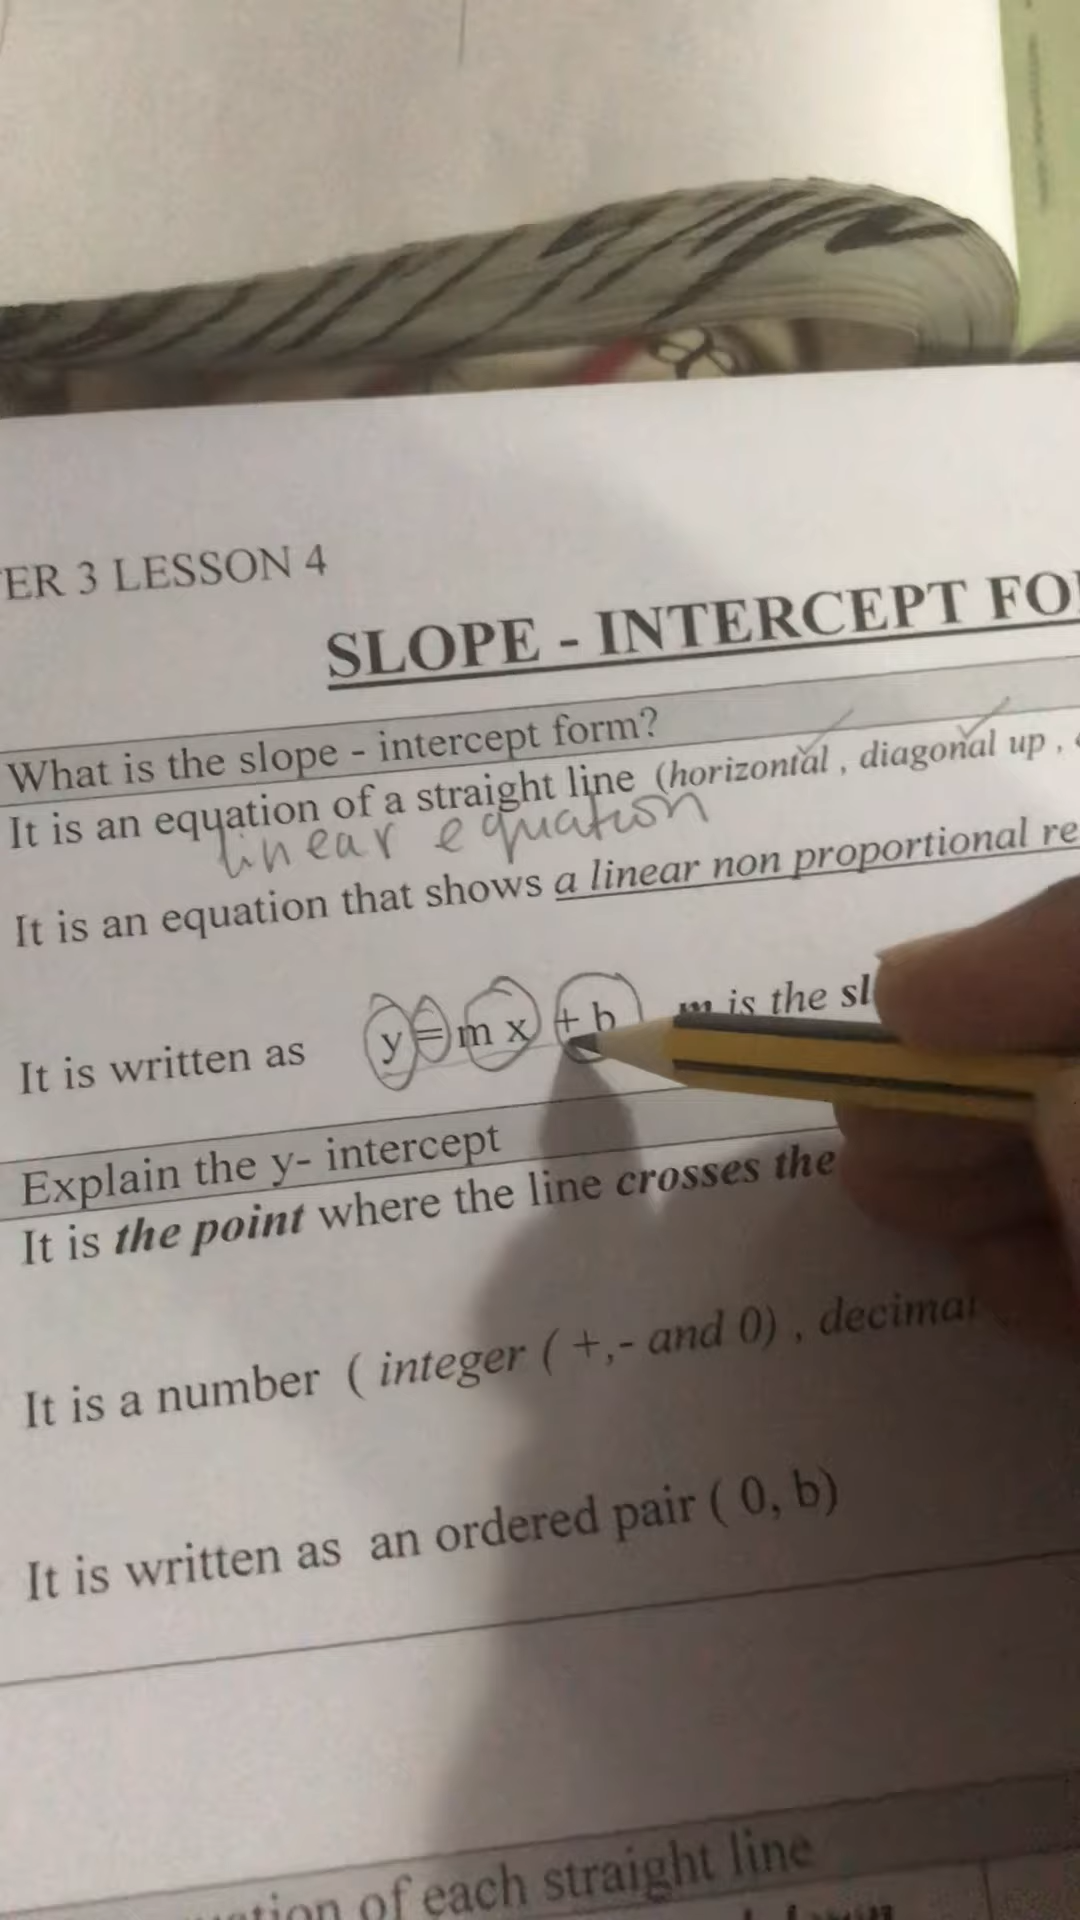 ER 3 LESSON 4
SLOPE - INTERCEPT FO
What is the slope - intercept form?
It is an equation of a straight line (horizontal , diagonal up ,
linear equation
It is an equation that shows a linear non proportional re
It is written as y = m x + b m is the sl
Explain the y- intercept
It is the point where the line crosses the
It is a number ( integer ( +,- and 0) , decimal
It is written as an ordered pair ( 0, b)
of each straight line